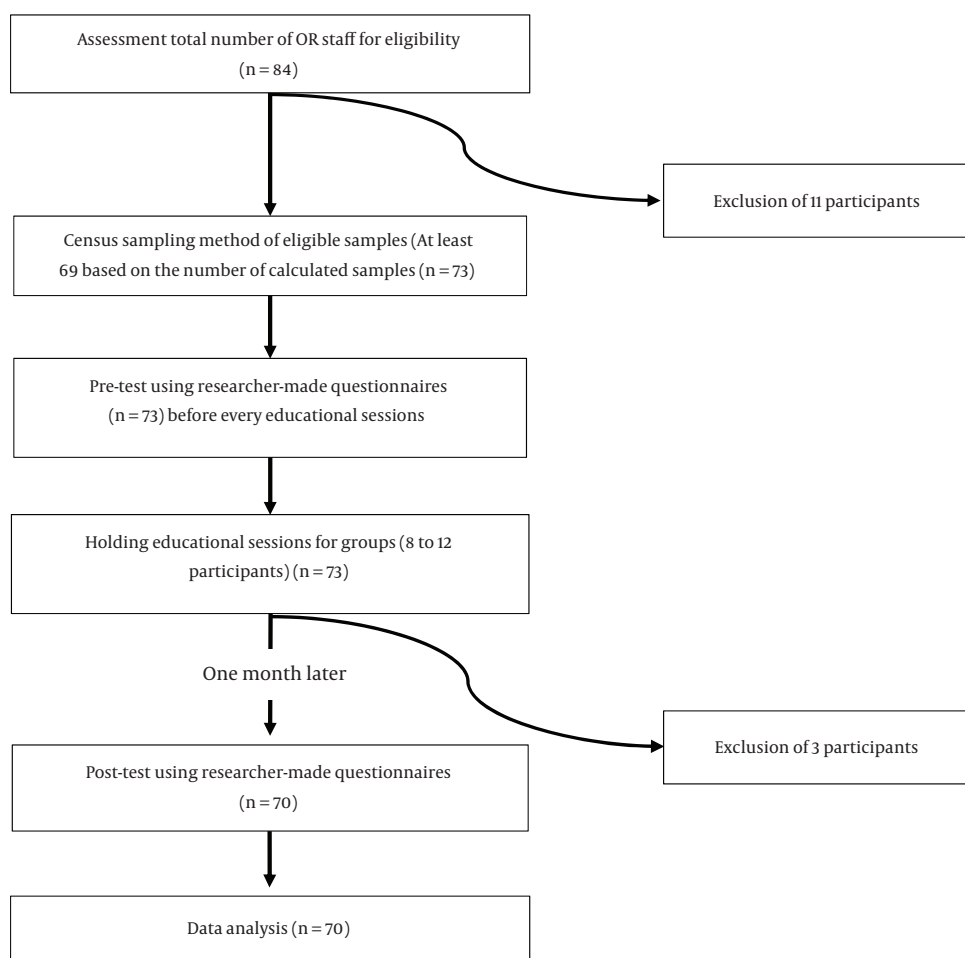 Assessment total number of OR staff for eligibility
(n = 84)
Exclusion of 11 participants
Census sampling method of eligible samples (At least
69 based on the number of calculated samples (n = 73)
Pre-test using researcher-made questionnaires
(n = 73) before every educational sessions
Holding educational sessions for groups (8 to 12
participants) (n = 73)
One month later
Exclusion of 3 participants
Post-test using researcher-made questionnaires
(n = 70)
Data analysis (n = 70)